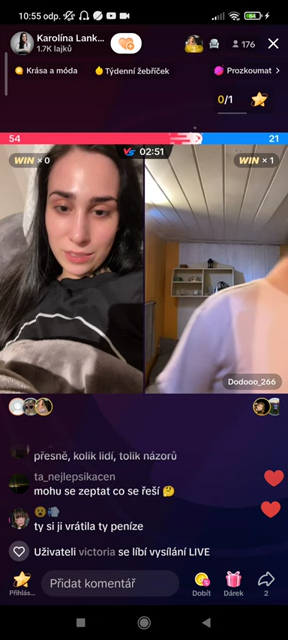 10:55 odp.
Karolína Lank...
1.7K lajků
176
Krása a móda
Týdenní žebříček
Prozkoumat >
0/1
54
21
WIN × 0
VS 02:51
WIN × 1
Dodooo_266
přesně, kolik lidí, tolik názorů
ta_nejlepsikacen
mohu se zeptat co se řeší 🤔
😮💨
ty si ji vrátila ty peníze
Uživateli victoria se líbí vysílání LIVE
Přihlás...
Přidat komentář
Dobít
Dárek
2